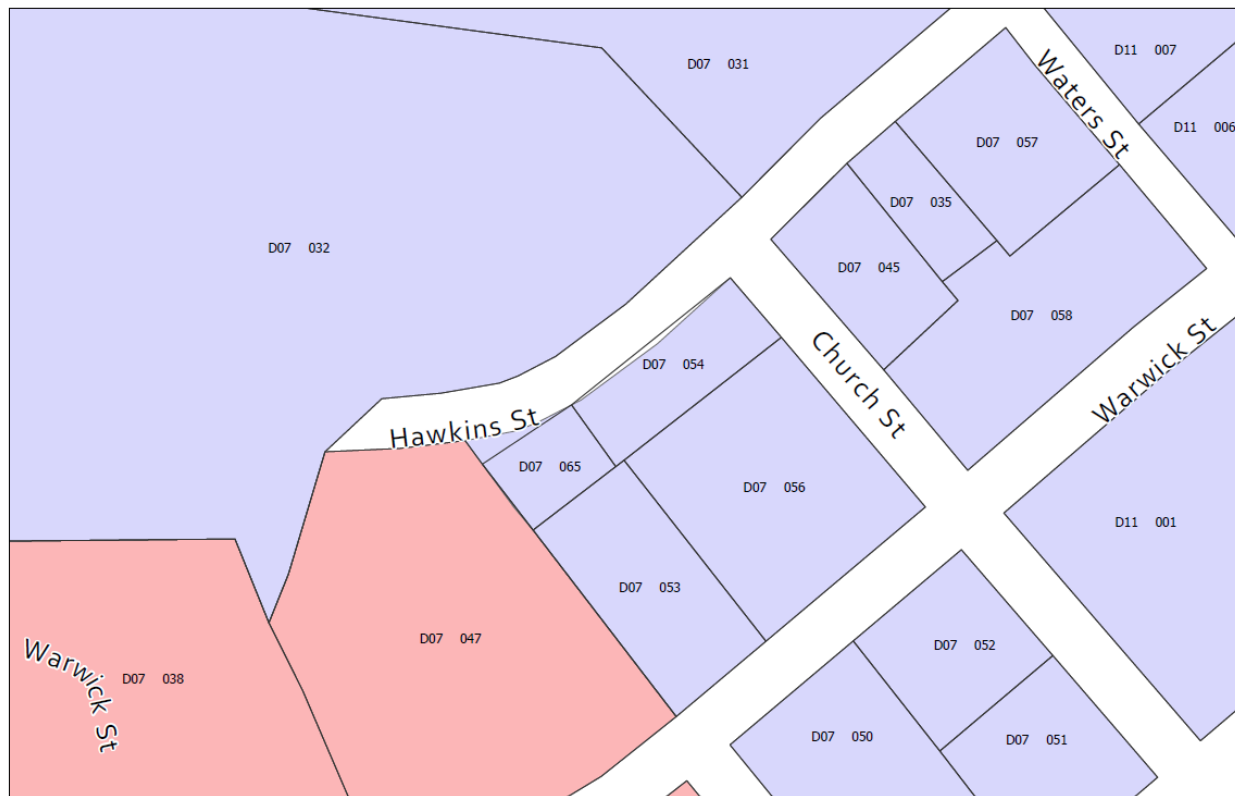 D11 007
D07 031
Waters St
D11 006
D07 057
D07 035
D07 032
D07 045
D07 058
Church St
Warwick St
D07 054
Hawkins St
D07 065
D07 056
D11 001
D07 053
D07 047
D07 052
Warwick St
D07 038
D07 050
D07 051